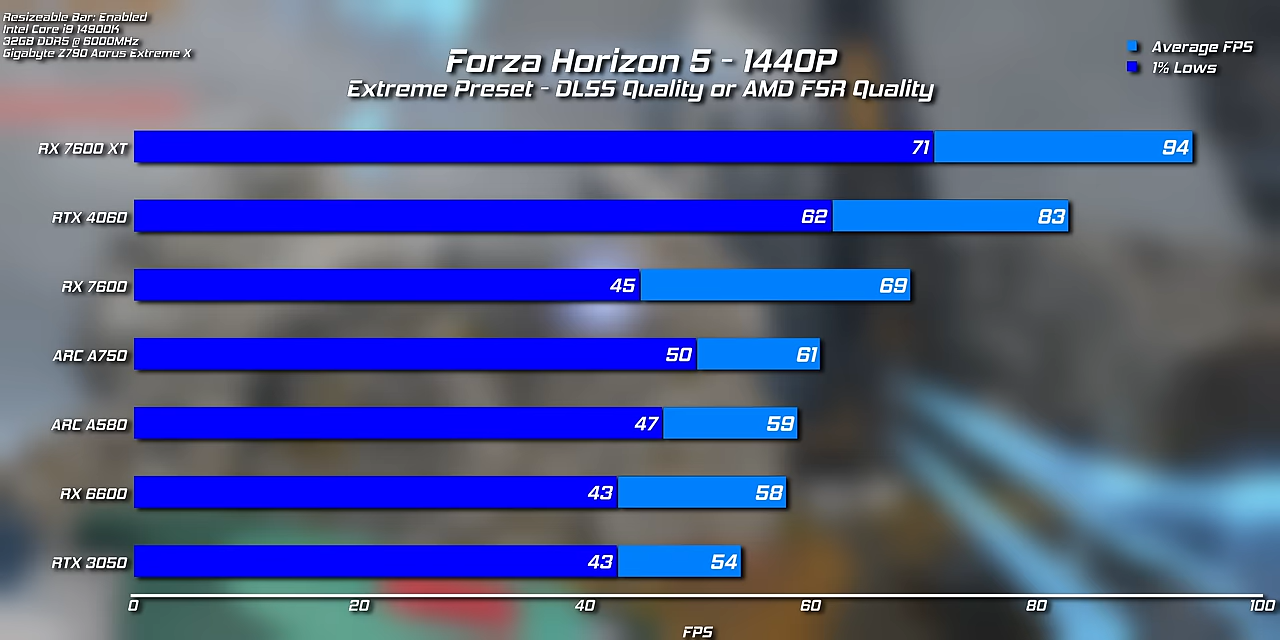 Resizeable Bar: Enabled
Intel Core i9 14900K
32GB DDR5 @ 6000MHz
Gigabyte Z790 Aorus Extreme X
Forza Horizon 5 - 1440P
Extreme Preset - DLSS Quality or AMD FSR Quality
Average FPS
1% Lows
RX 7600 XT 71 94
RTX 4060 62 83
RX 7600 45 69
ARC A750 50 61
ARC A580 47 59
RX 6600 43 58
RTX 3050 43 54
0 20 40 60 80 100
FPS